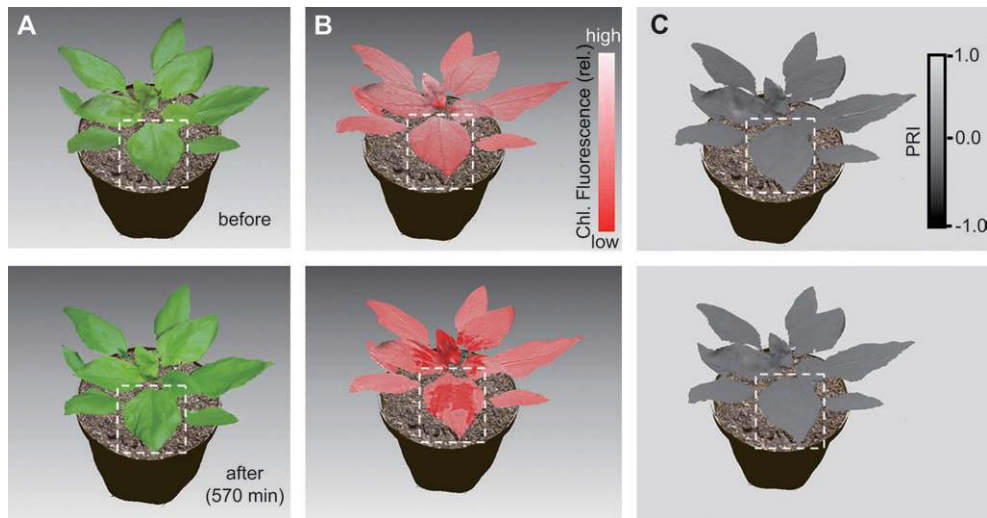 A
before
B
high
Chl. Fluorescence (rel.)
low
C
1.0
0.0
-1.0
PRI
after
(570 min)